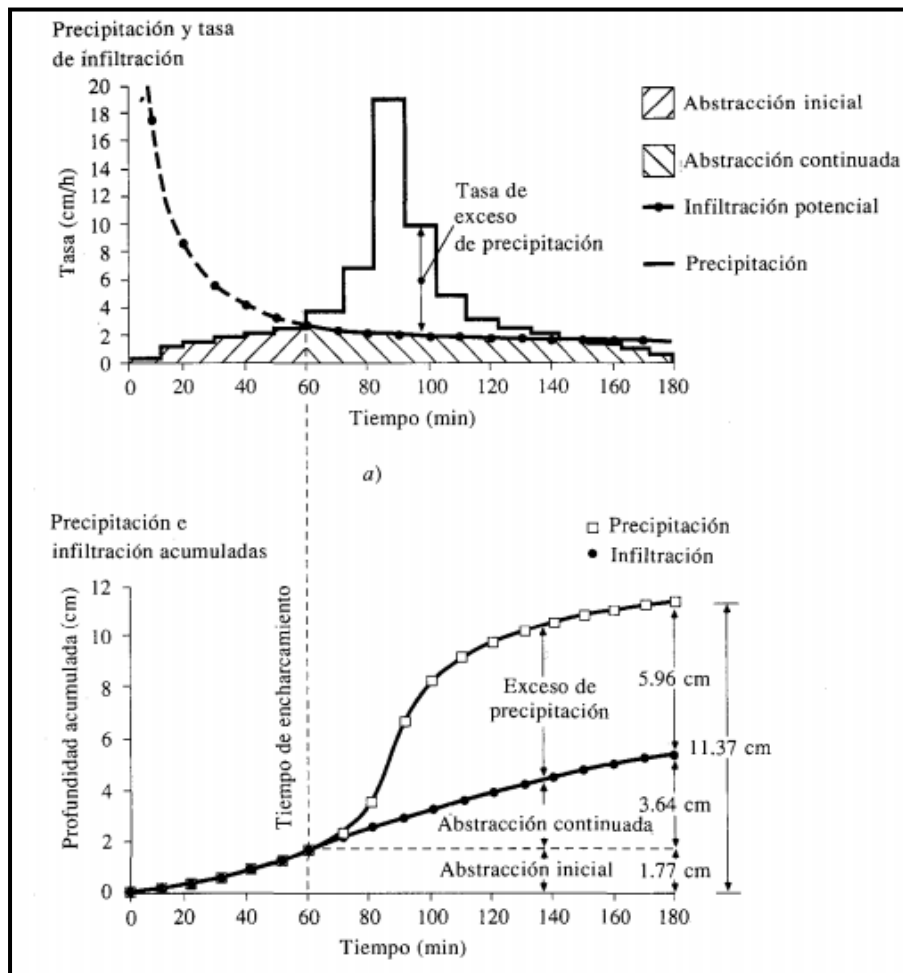 Precipitación y tasa
de infiltración
20
18
16
14
12
10
8
6
4
2
0
Tasa (cm/h)
Tasa de
exceso
de precipitación
Abstracción inicial
Abstracción continuada
Infiltración potencial
Precipitación
0 20 40 60 80 100 120 140 160 180
Tiempo (min)
a)
Precipitación e
infiltración acumuladas
Precipitación
Infiltración
12
10
8
6
4
2
0
Profundidad acumulada (cm)
Tiempo de encharcamiento
Exceso de
precipitación
Abstracción continuada
Abstracción inicial
5.96 cm
11.37 cm
3.64 cm
1.77 cm
0 20 40 60 80 100 120 140 160 180
Tiempo (min)